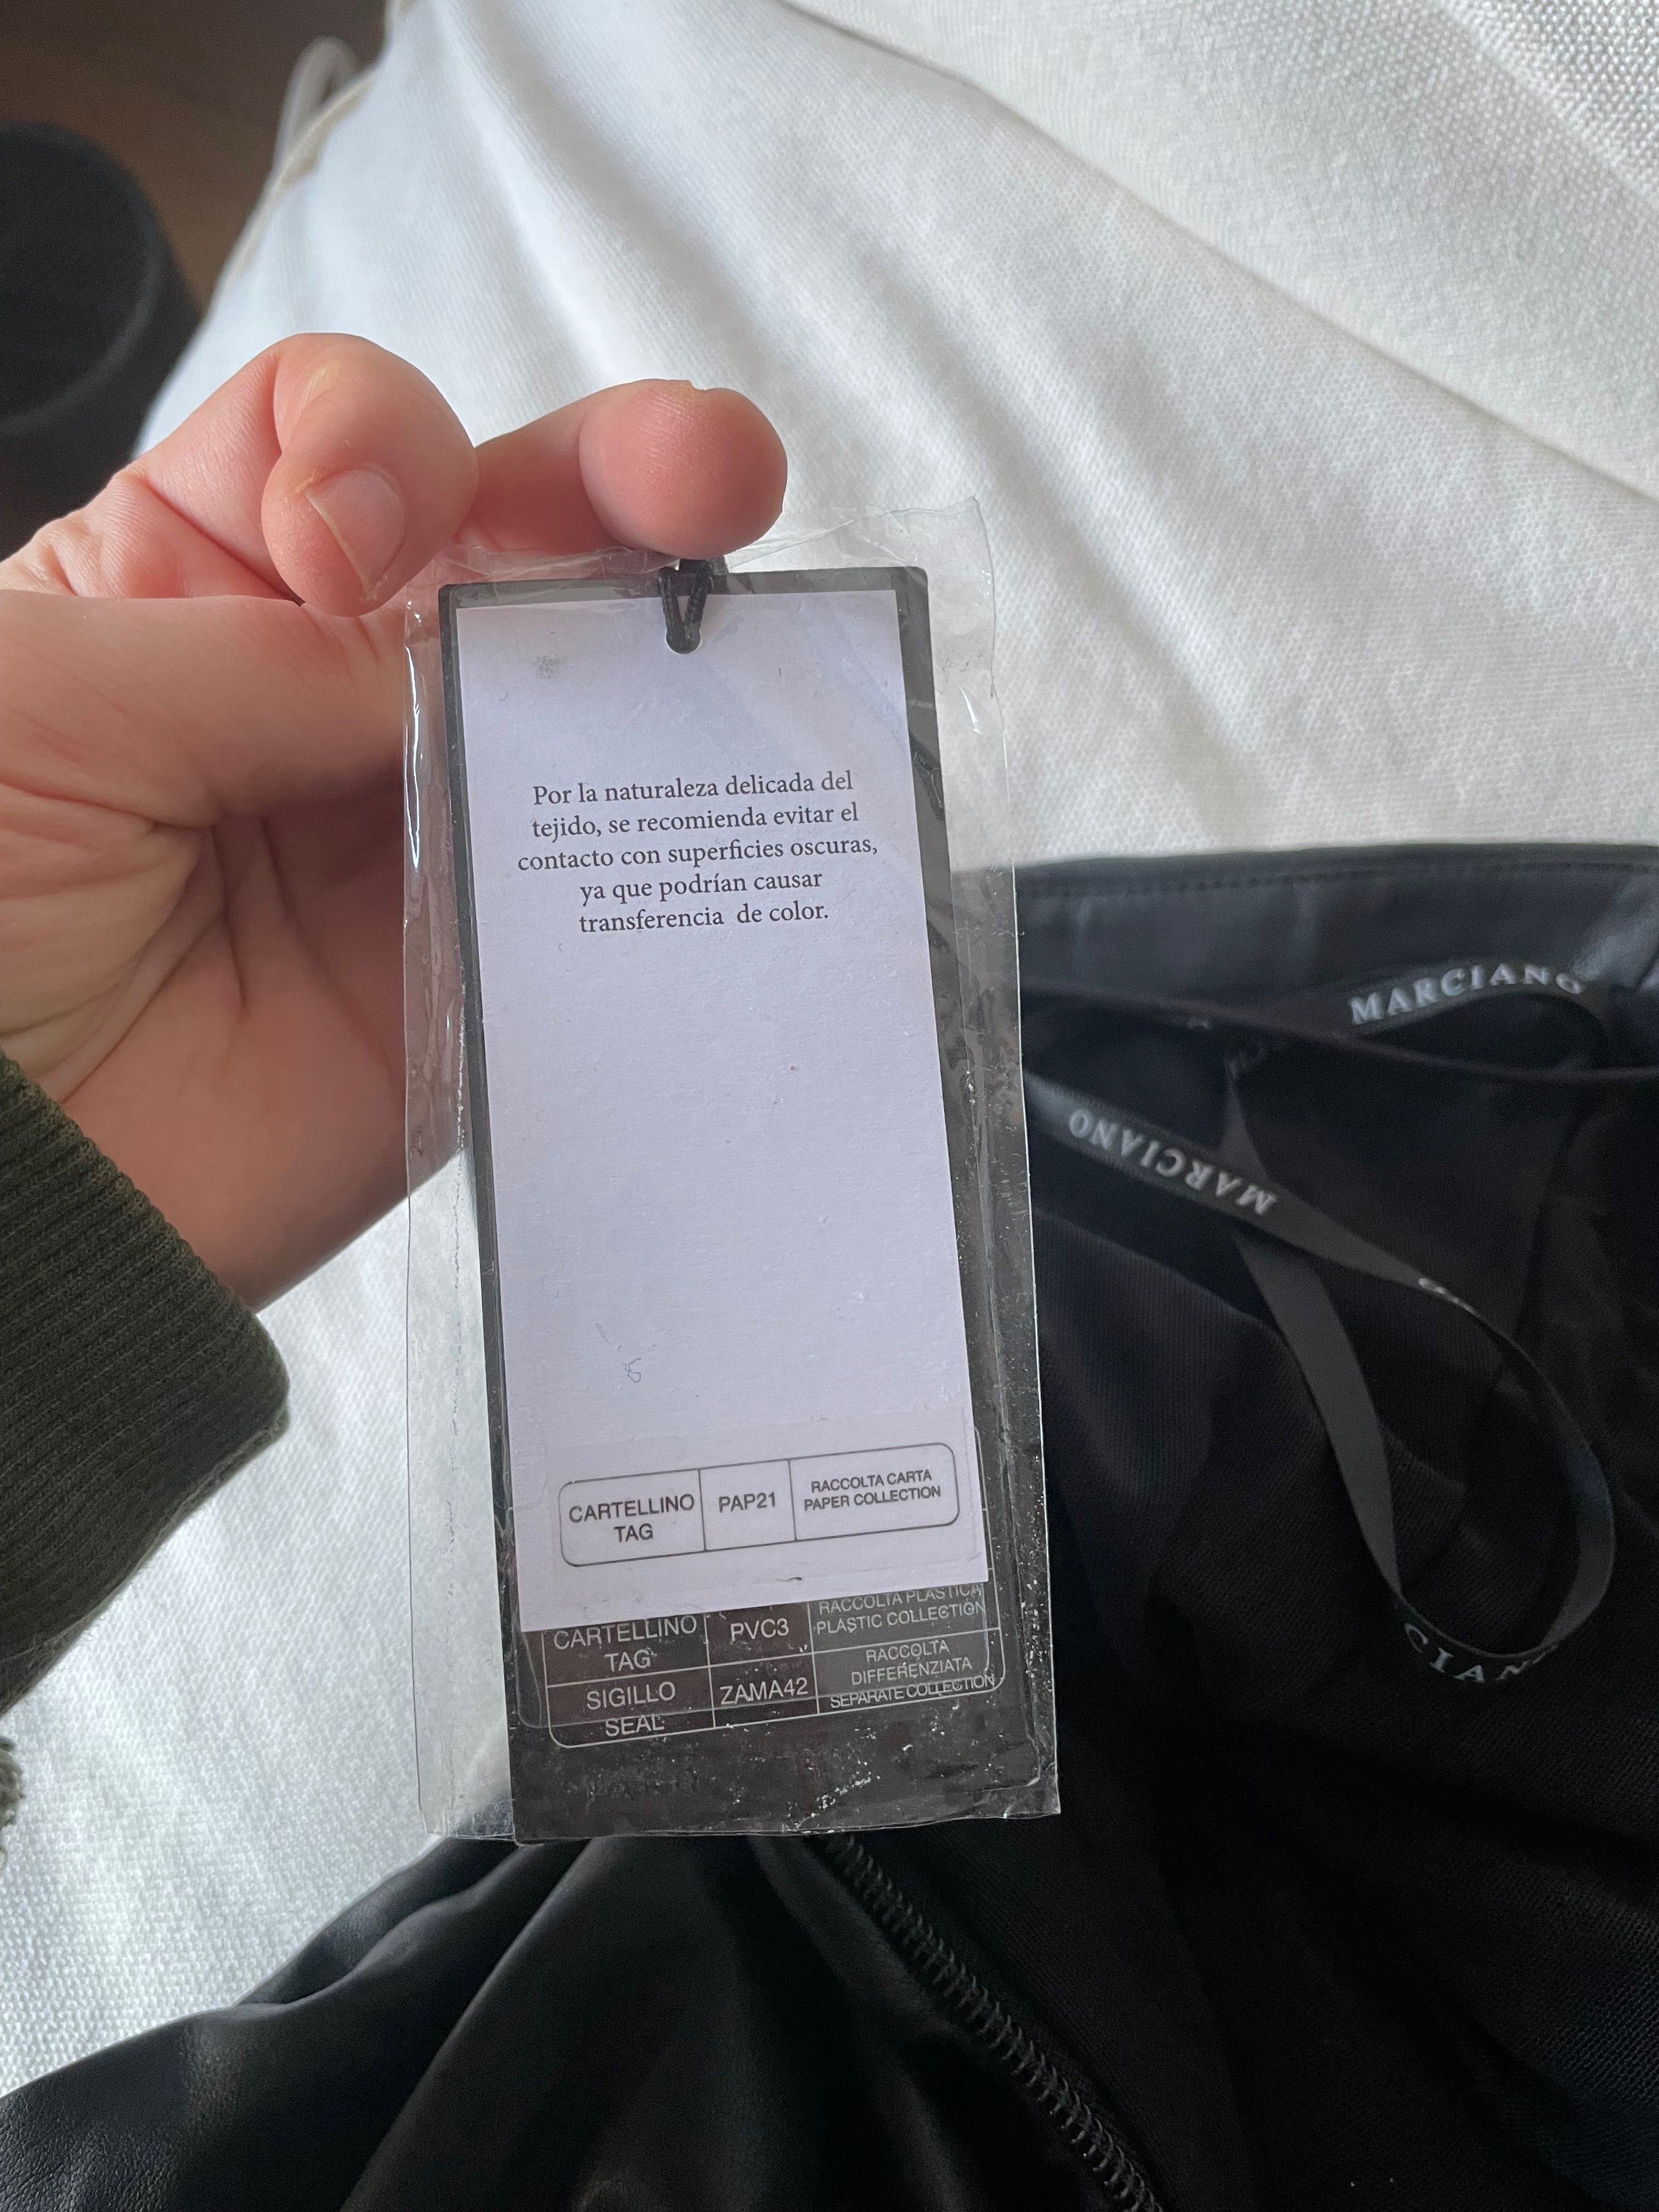 Por la naturaleza delicada del
tejido, se recomienda evitar el
contacto con superficies oscuras,
ya que podrían causar
transferencia de color.
CARTELLINO
TAG
PAP21
RACCOLTA CARTA
PAPER COLLECTION
CARTELLINO
TAG
PVC3
RACCOLTA PLASTICA
PLASTIC COLLECTION
SIGILLO
SEAL
ZAMA42
RACCOLTA
DIFFERENZIATA
SEPARATE COLLECTION
MARCIANO
MARCIANO
CIAN